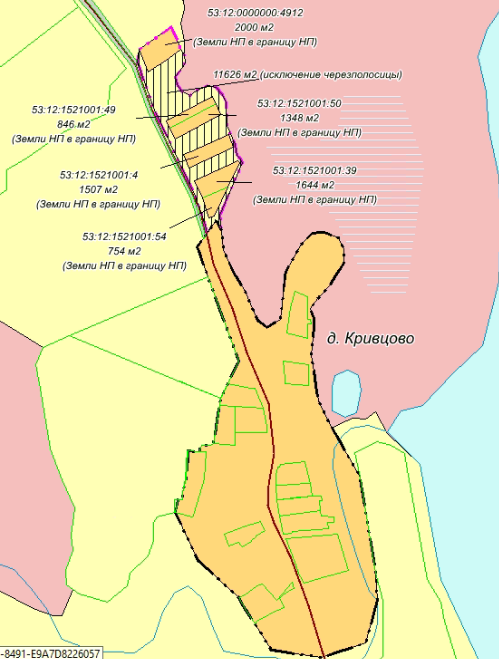 53:12:0000000:4912
2000 м2
(Земли НП в границу НП)
11626 м2 (исключение черезполосицы)
53:12:1521001:49
846 м2
(Земли НП в границу НП)
53:12:1521001:50
1348 м2
(Земли НП в границу НП)
53:12:1521001:4
1507 м2
(Земли НП в границу НП)
53:12:1521001:39
1644 м2
(Земли НП в границу НП)
53:12:1521001:54
754 м2
(Земли НП в границу НП)
д. Кривцово
-8491-E9A7D8226057